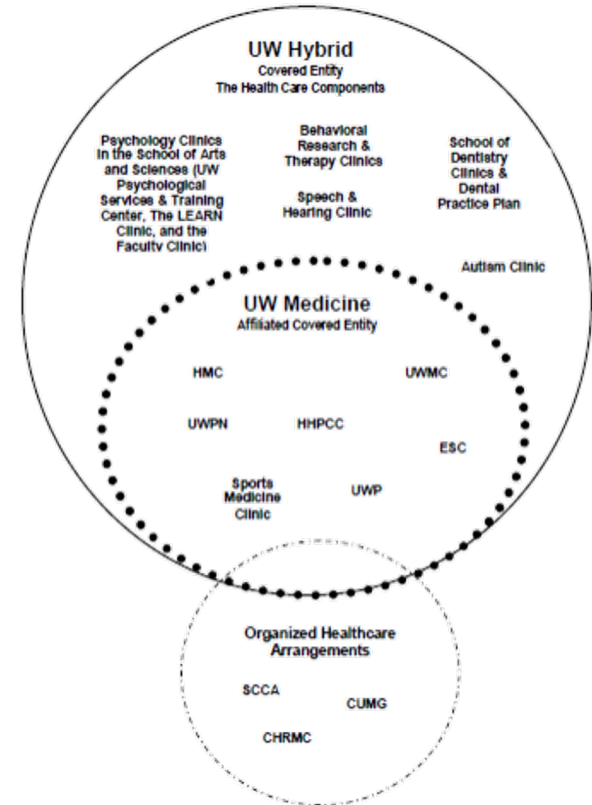 UW Hybrid
Covered Entity
The Health Care Components
Psychology Clinics
in the School of Arts
and Sciences (UW
Psychological
Services & Training
Center, The LEARN
Clinic, and the
Faculty Clinic)
Behavioral
Research &
Therapy Clinics
Speech &
Hearing Clinic
School of
Dentistry
Clinics &
Dental
Practice Plan
Autism Clinic
UW Medicine
Affiliated Covered Entity
HMC
UWMC
UWPN
HHPCC
ESC
Sports
Medicine
Clinic
UWP
Organized Healthcare
Arrangements
SCCA
CUMG
CHRMC